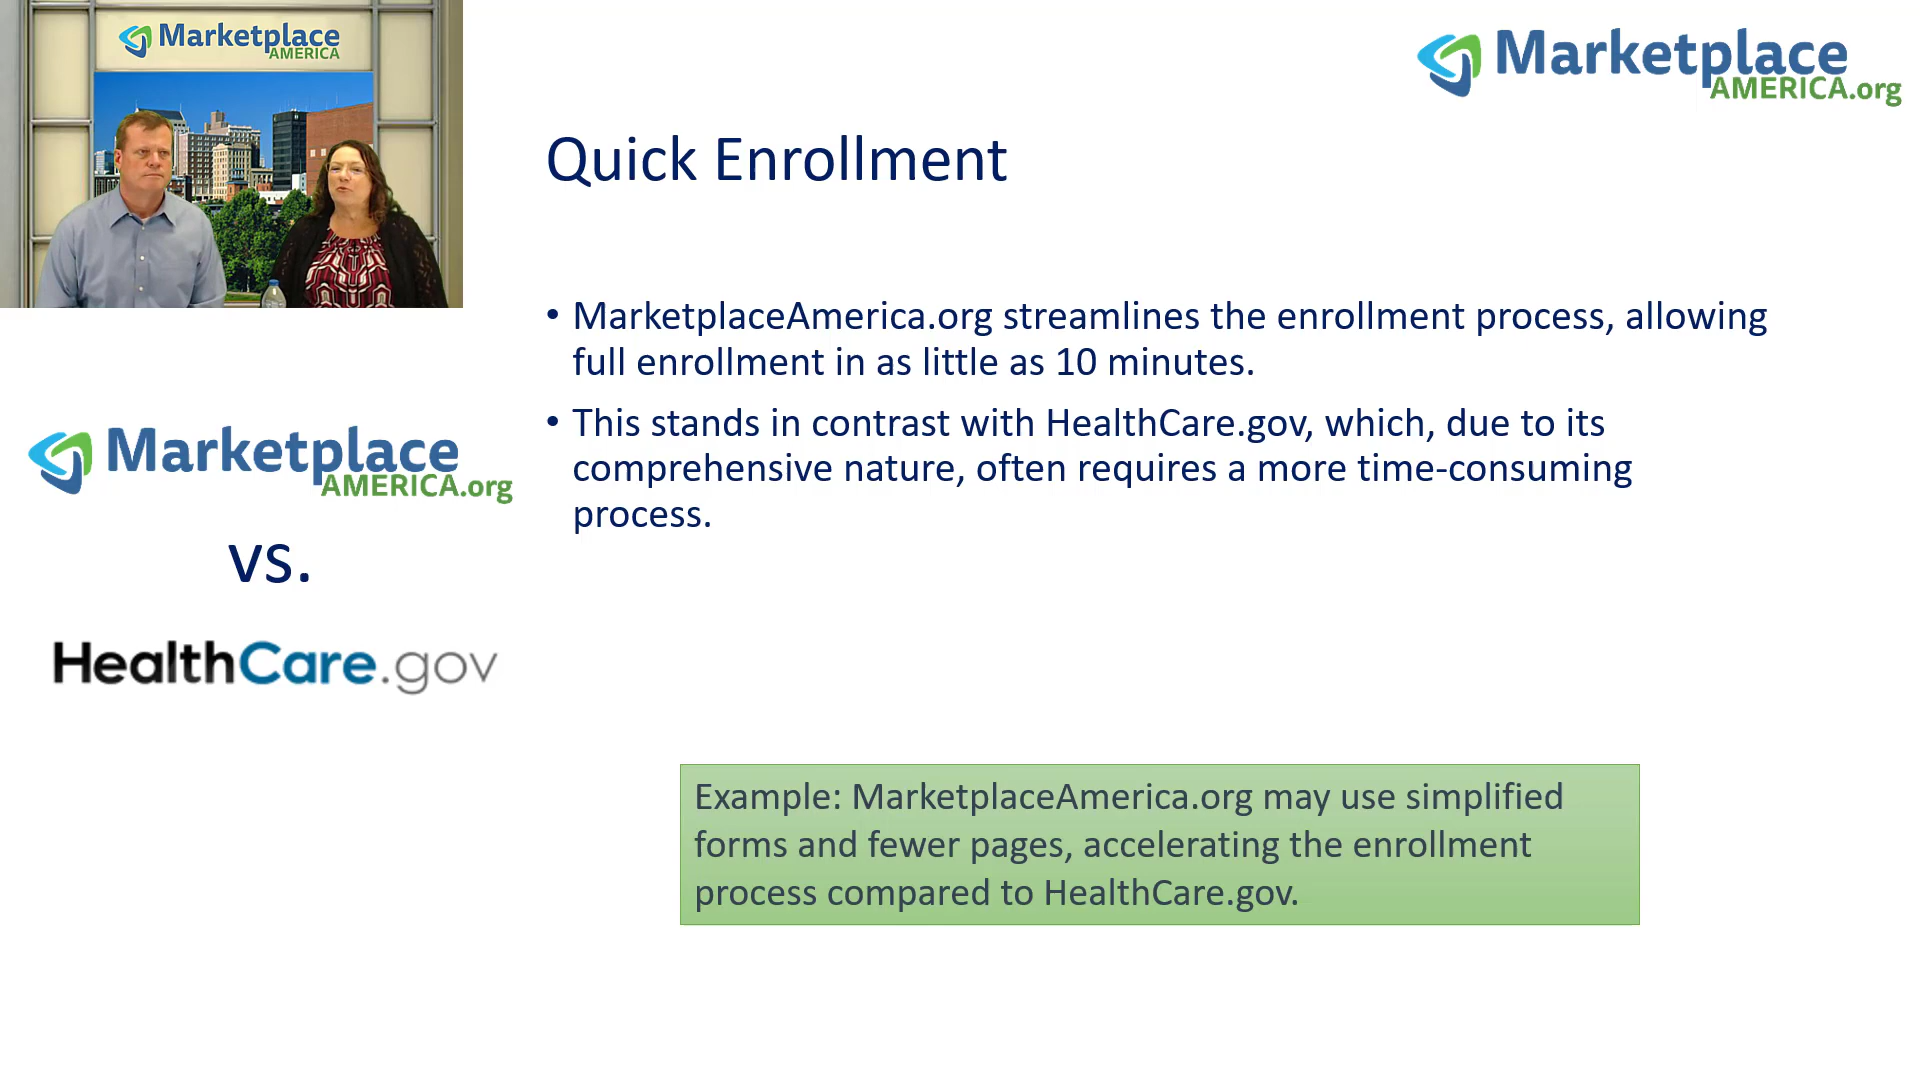 Marketplace
AMERICA
Marketplace
AMERICA.org
Quick Enrollment
• MarketplaceAmerica.org streamlines the enrollment process, allowing
full enrollment in as little as 10 minutes.
• This stands in contrast with HealthCare.gov, which, due to its
comprehensive nature, often requires a more time-consuming
process.
Marketplace
AMERICA.org
vs.
HealthCare.gov
Example: MarketplaceAmerica.org may use simplified
forms and fewer pages, accelerating the enrollment
process compared to HealthCare.gov.